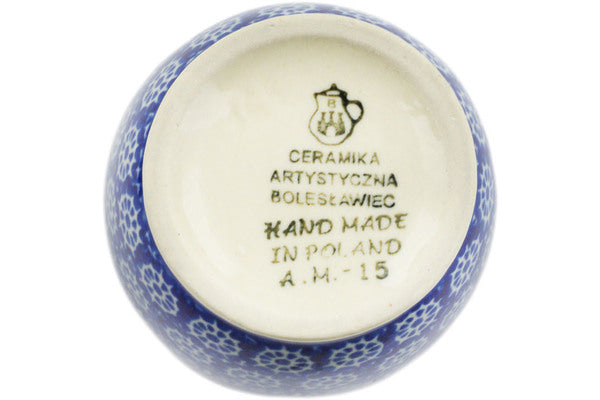 B
CERAMIKA
ARTYSTYCZNA
BOLESŁAWIEC
HAND MADE
IN POLAND
A.M.-15